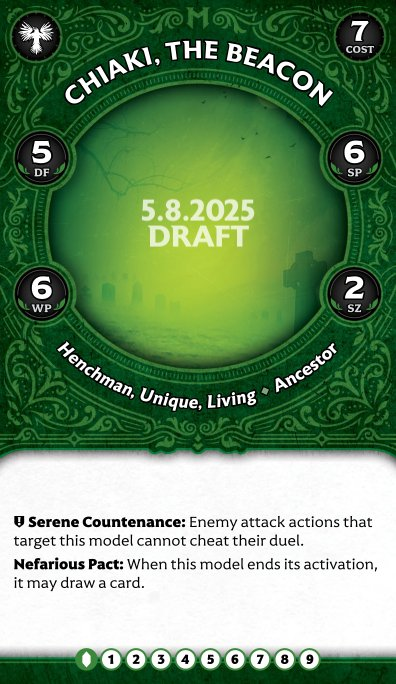 7
COST
CHIAKI, THE BEACON
5
DF
6
SP
5.8.2025
DRAFT
6
WP
2
SZ
Henchman, Unique, Living ♦ Ancestor
Serene Countenance: Enemy attack actions that
target this model cannot cheat their duel.
Nefarious Pact: When this model ends its activation,
it may draw a card.
1 2 3 4 5 6 7 8 9